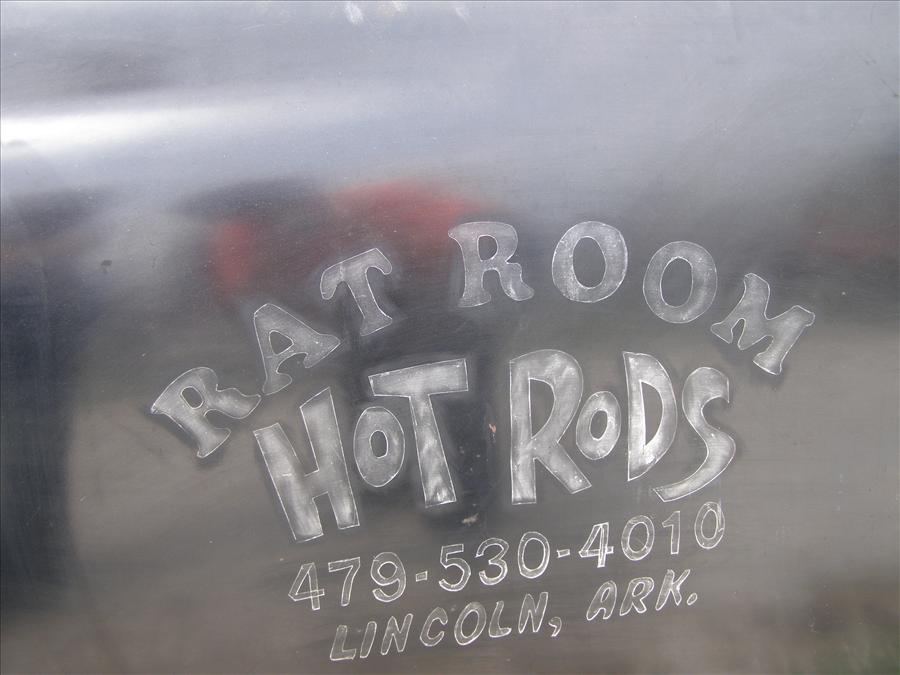 RAT ROOM
HOT RODS
479-530-4010
LINCOLN, ARK.